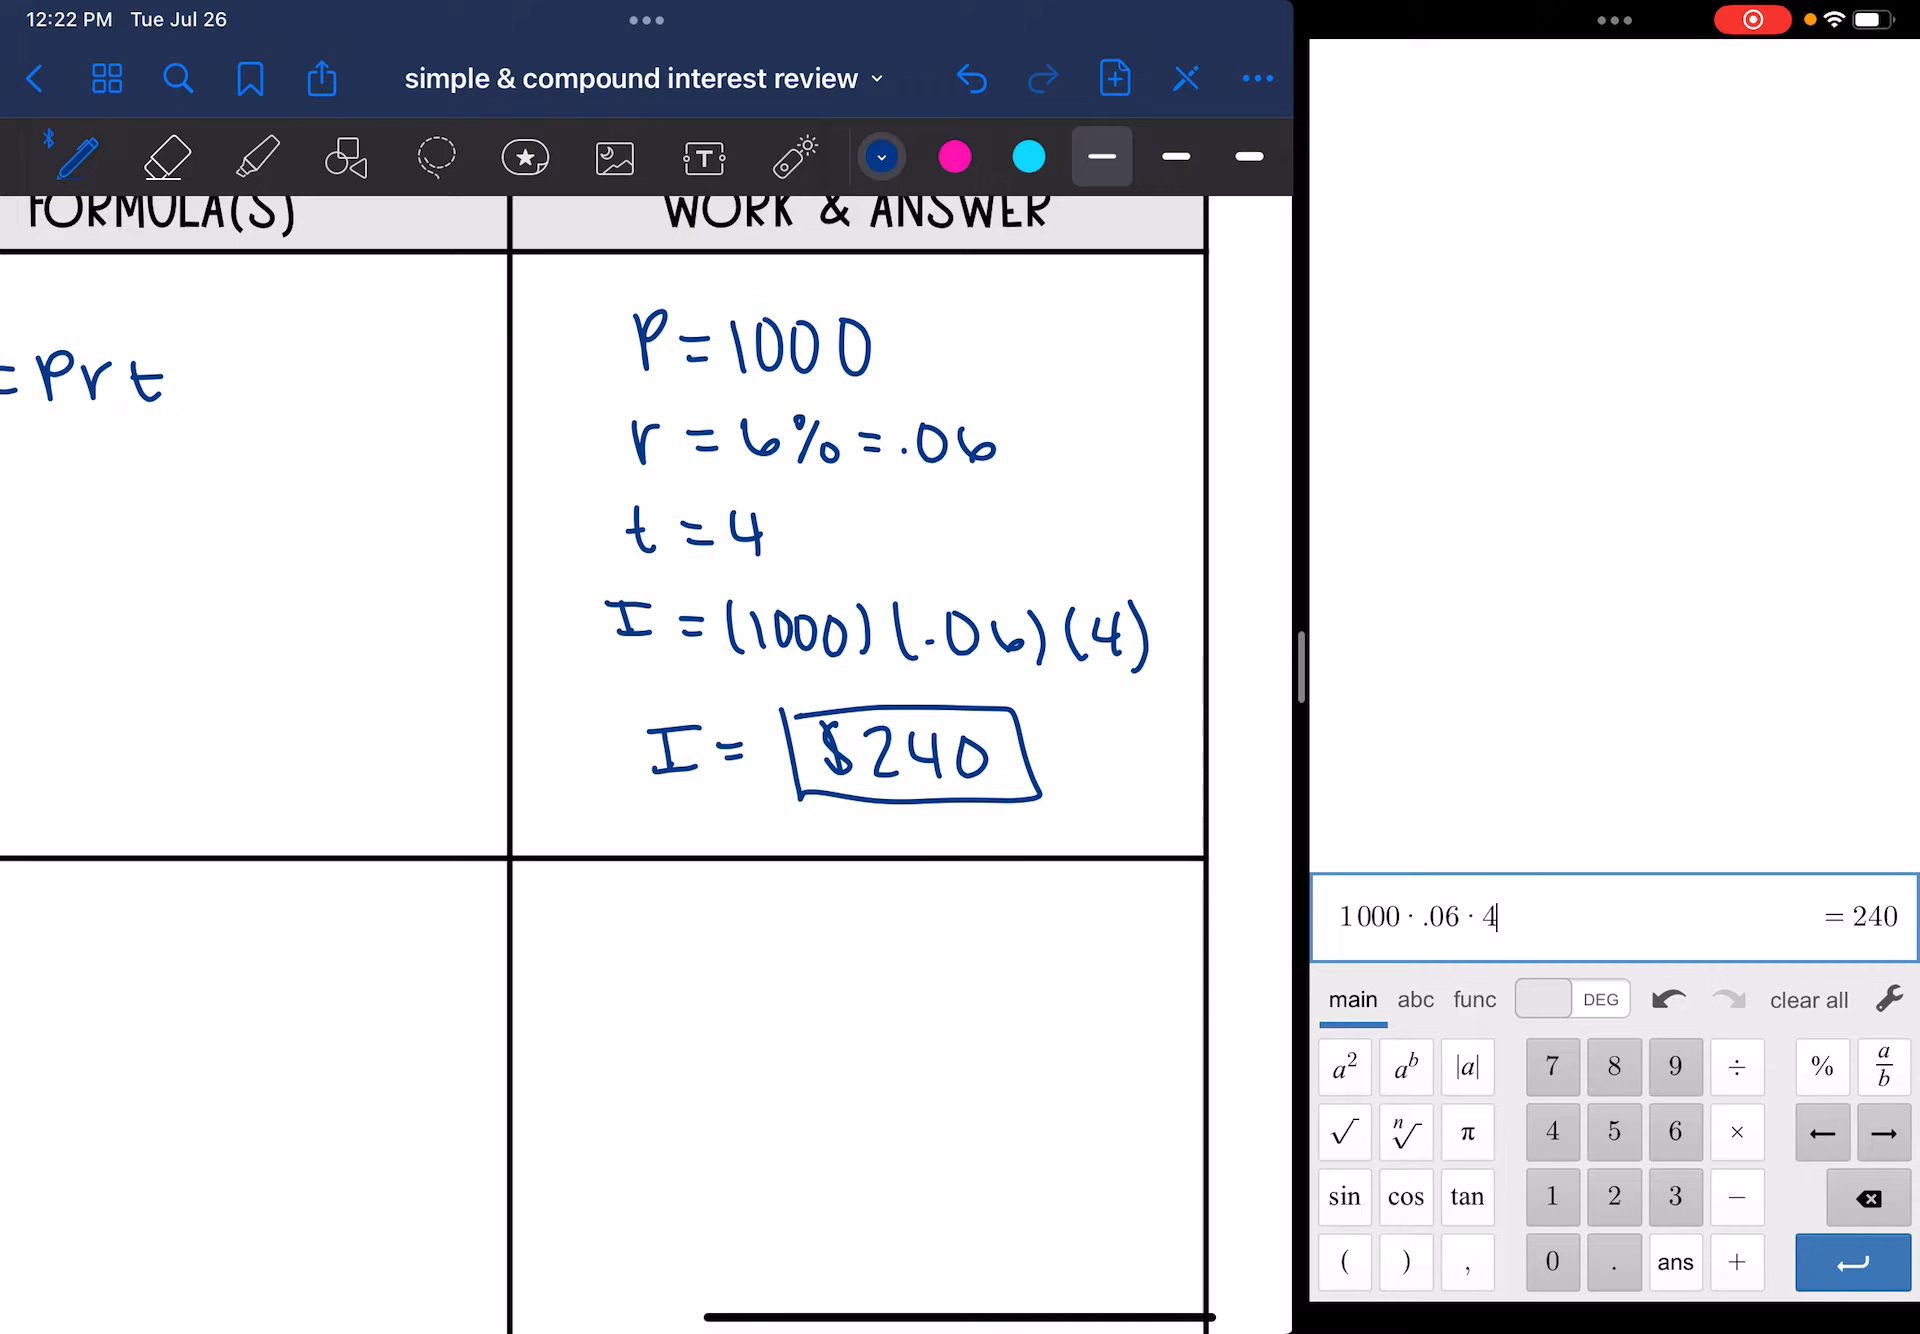 12:22 PM Tue Jul 26
simple & compound interest review
T
FORMULA(S)
WORK & ANSWER
= Prt
P = 1000
r = 6% = .06
t = 4
I = (1000)(.06)(4)
I = $240
1000 · .06 · 4
= 240
main abc func DEG clear all
a² aᵇ |a| 7 8 9 ÷ % a/b
√ ⁿ√ π 4 5 6 × ← →
sin cos tan 1 2 3 −
( ) , 0 . ans +